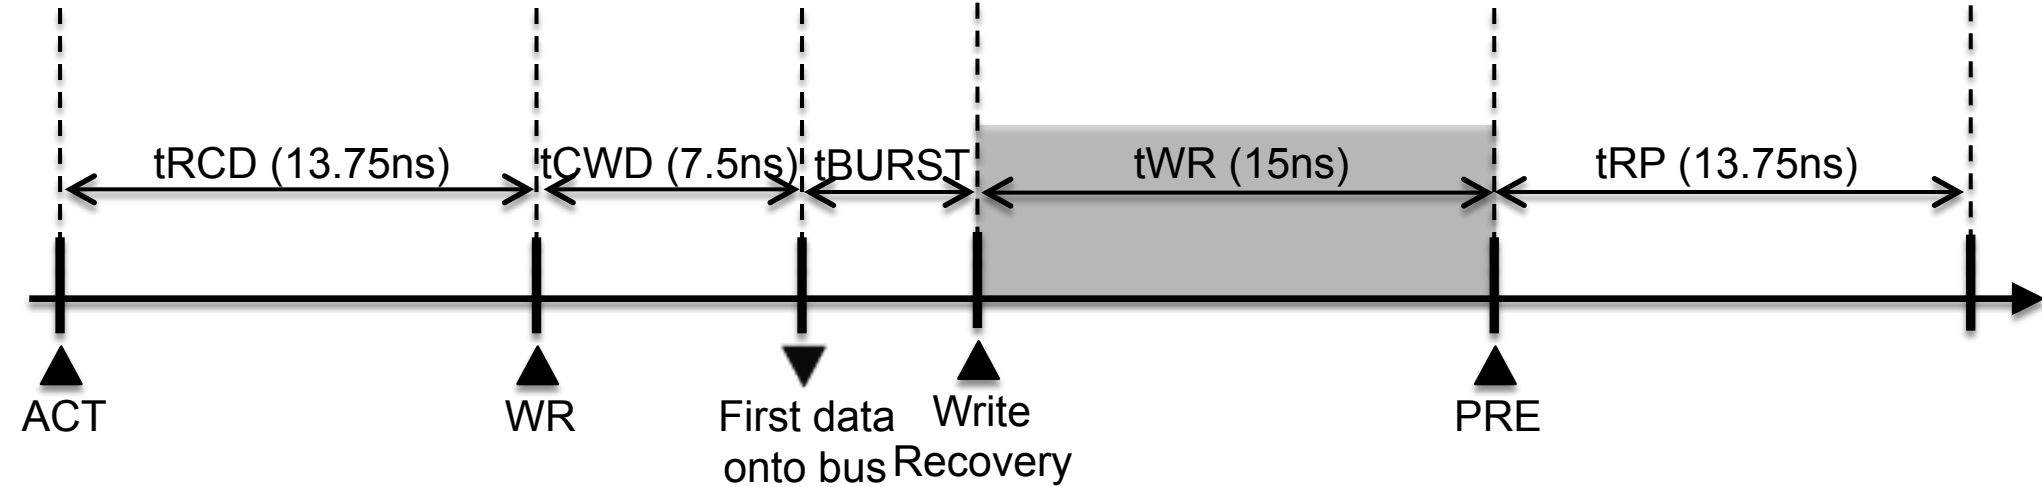 tRCD (13.75ns)
tCWD (7.5ns)
tBURST
tWR (15ns)
tRP (13.75ns)
ACT
WR
First data
onto bus
Write
Recovery
PRE